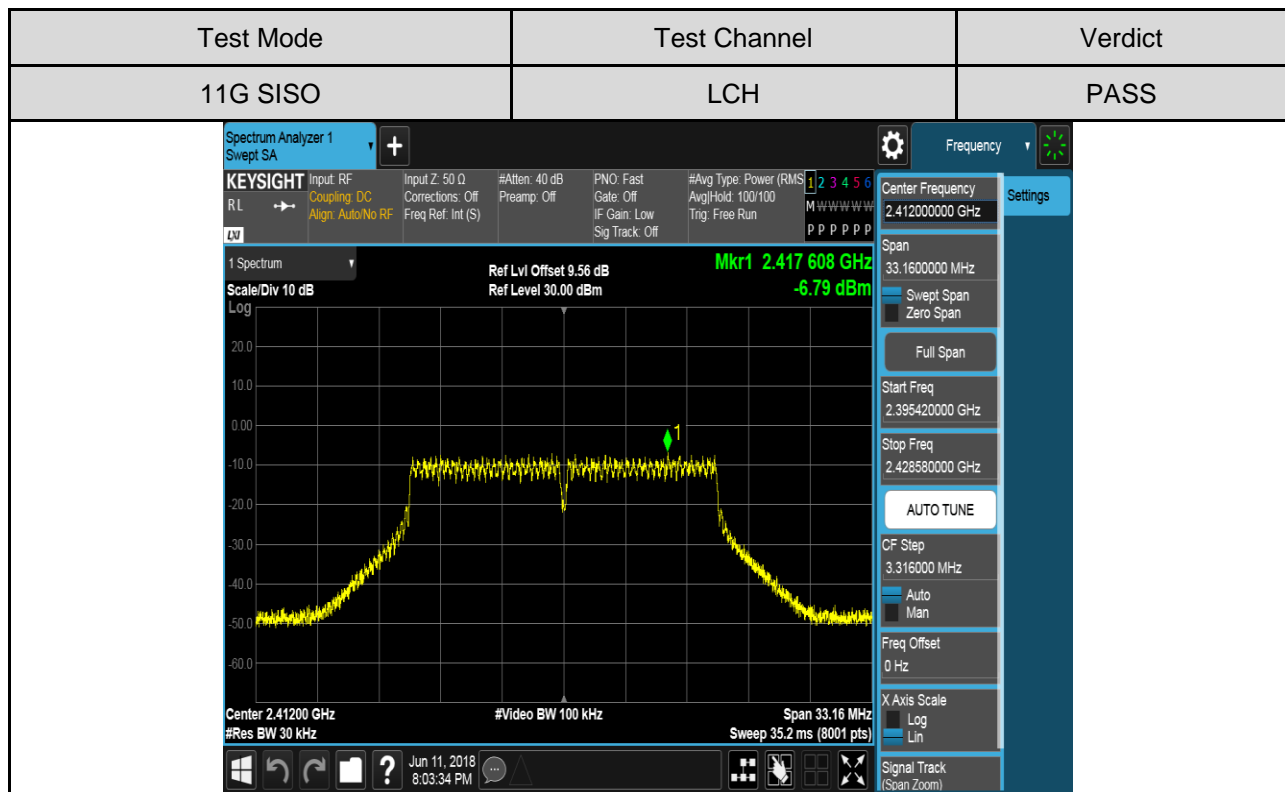 Test Mode Test Channel Verdict
11G SISO LCH PASS
Spectrum Analyzer 1
Swept SA
+
Frequency
KEYSIGHT Input: RF Input Z: 50 Ω #Atten: 40 dB PNO: Fast #Avg Type: Power (RMS 1 2 3 4 5 6
RL Coupling: DC Corrections: Off Preamp: Off Gate: Off Avg|Hold: 100/100 M W W W W W
Align: Auto/No RF Freq Ref: Int (S) IF Gain: Low Trig: Free Run
LXI Sig Track: Off P P P P P P
1 Spectrum Ref Lvl Offset 9.56 dB Mkr1 2.417 608 GHz
Scale/Div 10 dB Ref Level 30.00 dBm -6.79 dBm
Log
20.0
10.0
0.00
1
-10.0
-20.0
-30.0
-40.0
-50.0
-60.0
Center 2.41200 GHz #Video BW 100 kHz Span 33.16 MHz
#Res BW 30 kHz Sweep 35.2 ms (8001 pts)
Jun 11, 2018
8:03:34 PM
?
Settings
Center Frequency
2.412000000 GHz
Span
33.1600000 MHz
Swept Span
Zero Span
Full Span
Start Freq
2.395420000 GHz
Stop Freq
2.428580000 GHz
AUTO TUNE
CF Step
3.316000 MHz
Auto
Man
Freq Offset
0 Hz
X Axis Scale
Log
Lin
Signal Track
(Span Zoom)